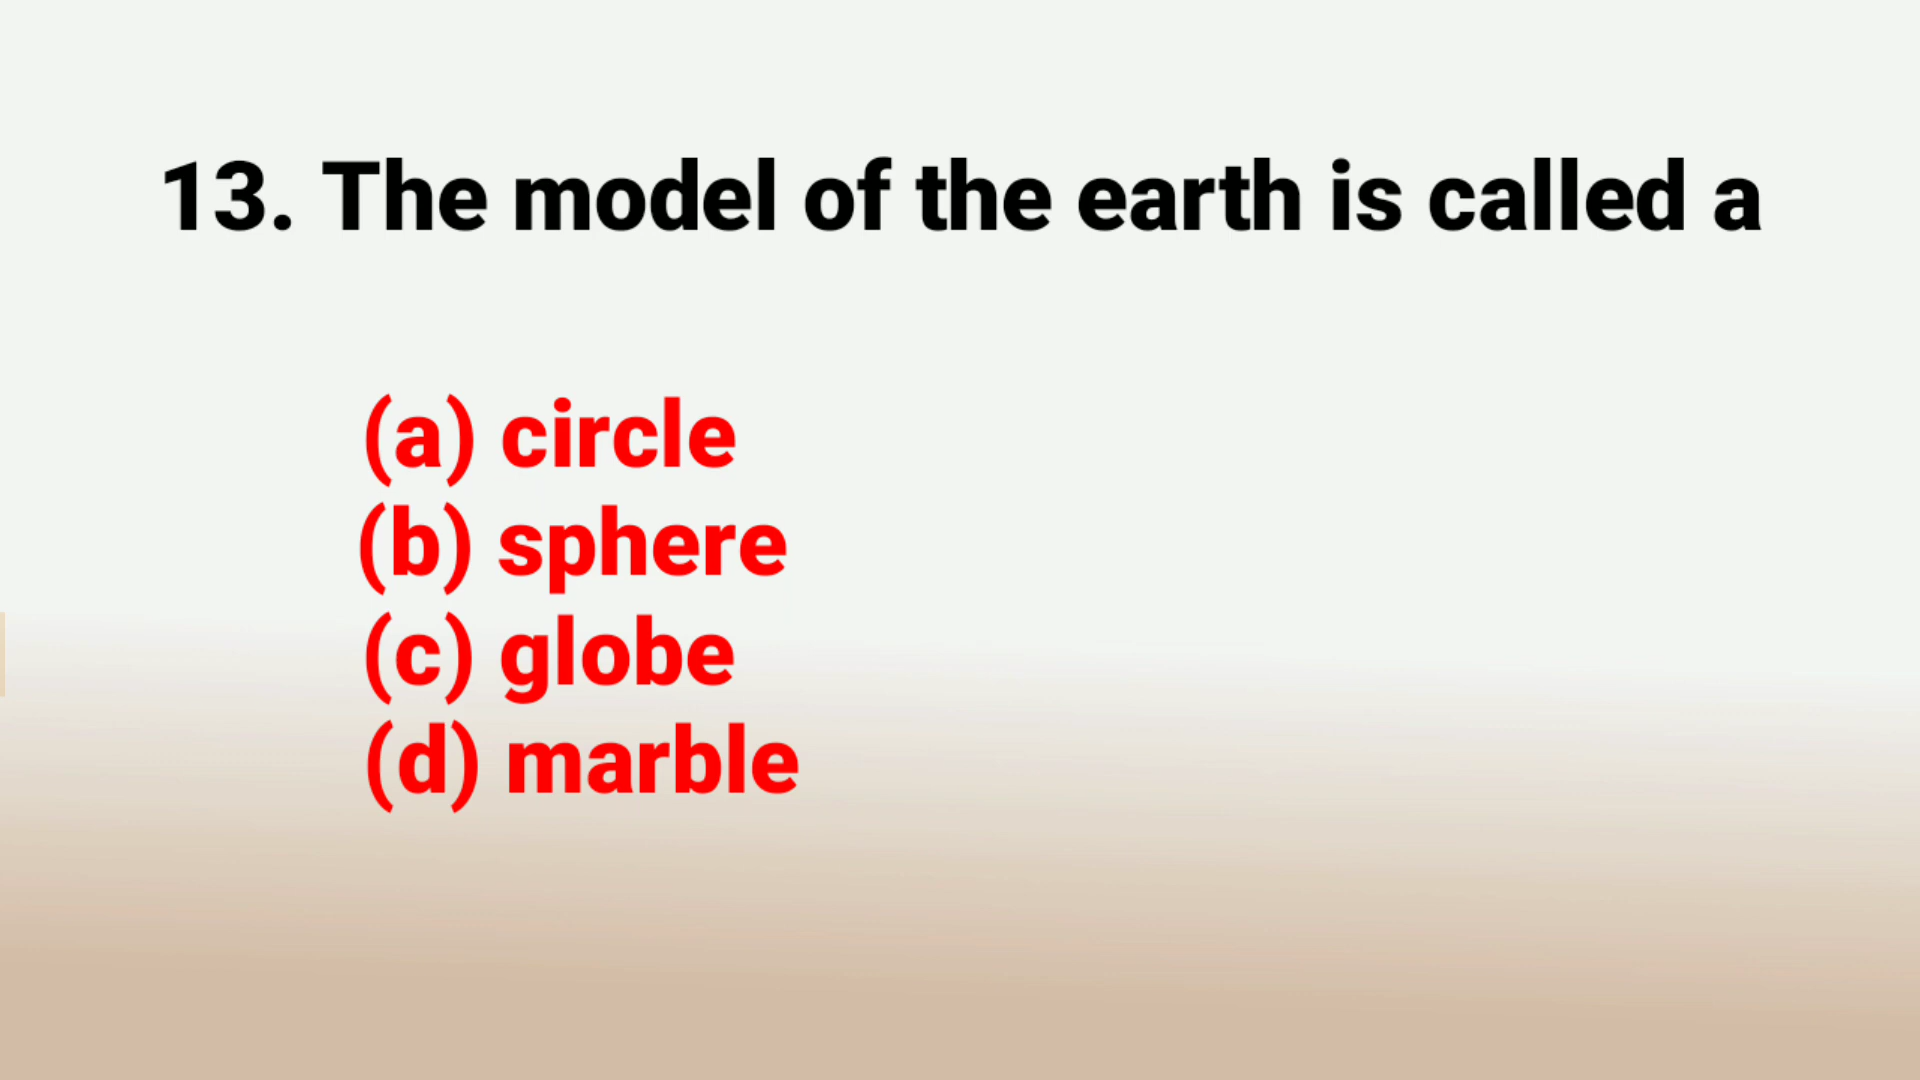 13. The model of the earth is called a
(a) circle
(b) sphere
(c) globe
(d) marble